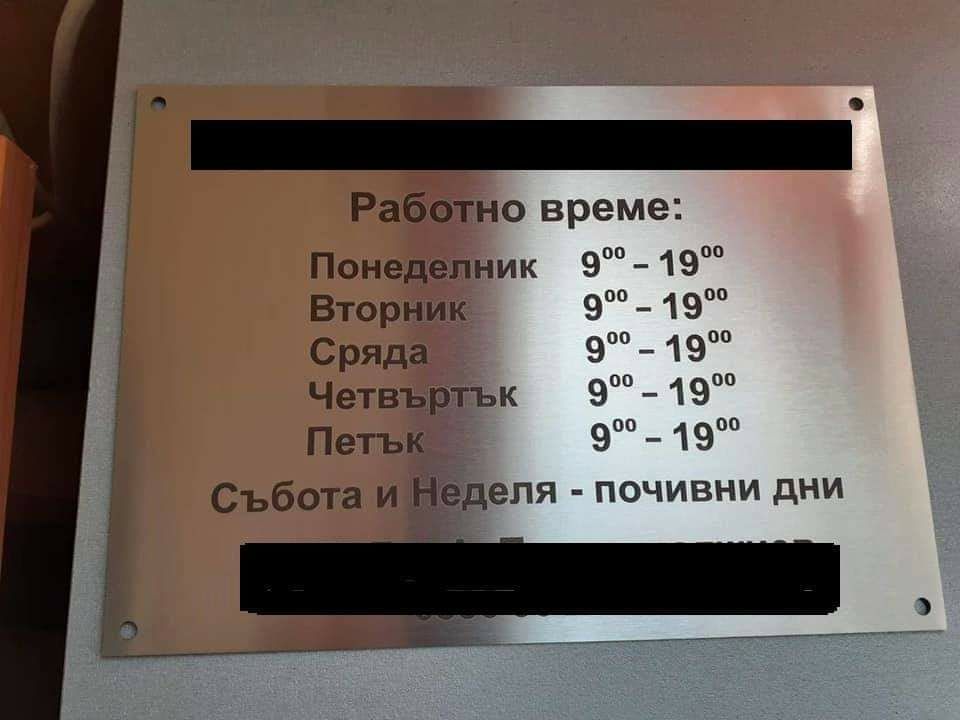 Работно време:
Понеделник 9⁰⁰ – 19⁰⁰
Вторник 9⁰⁰ – 19⁰⁰
Сряда 9⁰⁰ – 19⁰⁰
Четвъртък 9⁰⁰ – 19⁰⁰
Петък 9⁰⁰ – 19⁰⁰
Събота и Неделя - почивни дни